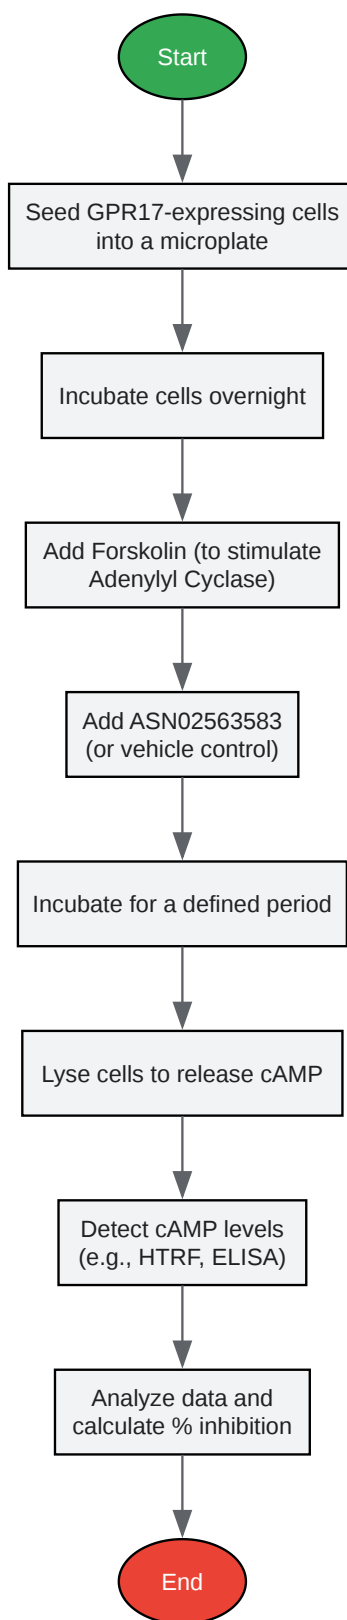 Start
Seed GPR17-expressing cells
into a microplate
Incubate cells overnight
Add Forskolin (to stimulate
Adenylyl Cyclase)
Add ASN02563583
(or vehicle control)
Incubate for a defined period
Lyse cells to release cAMP
Detect cAMP levels
(e.g., HTRF, ELISA)
Analyze data and
calculate % inhibition
End